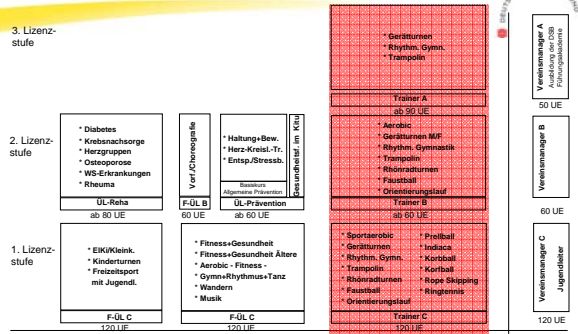 3. Lizenz-
stufe
* Gerätturnen
* Rhythm. Gymn.
* Trampolin
Trainer A
ab 90 UE
Vereinsmanager A
Ausbildung der DSB
Führungsakademie
50 UE
2. Lizenz-
stufe
* Diabetes
* Krebsnachsorge
* Herzgruppen
* Osteoporose
* WS-Erkrankungen
* Rheuma
ÜL-Reha
ab 80 UE
Vorf./Choreografie
F-ÜL B
60 UE
* Haltung+Bew.
* Herz-Kreisl.-Tr.
* Entsp./Stressb.
Basiskurs
Allgemeine Prävention
Gesundheitsf. im Kitu
ÜL-Prävention
ab 60 UE
* Aerobic
* Gerätturnen M/F
* Rhythm. Gymnastik
* Trampolin
* Rhönradturnen
* Faustball
* Orientierungslauf
Trainer B
ab 60 UE
Vereinsmanager B
60 UE
1. Lizenz-
stufe
* ElKi/Kleink.
* Kinderturnen
* Freizeitsport
mit Jugendl.
F-ÜL C
120 UE
* Fitness+Gesundheit
* Fitness+Gesundheit Ältere
* Aerobic - Fitness -
* Gymn+Rhythmus+Tanz
* Wandern
* Musik
F-ÜL C
120 UE
* Sportaerobic
* Gerätturnen
* Rhythm. Gymn.
* Trampolin
* Rhönradturnen
* Faustball
* Orientierungslauf
* Prellball
* Indiaca
* Korbball
* Korfball
* Rope Skipping
* Ringtennis
Trainer C
120 UE
Vereinsmanager C
Jugendleiter
120 UE